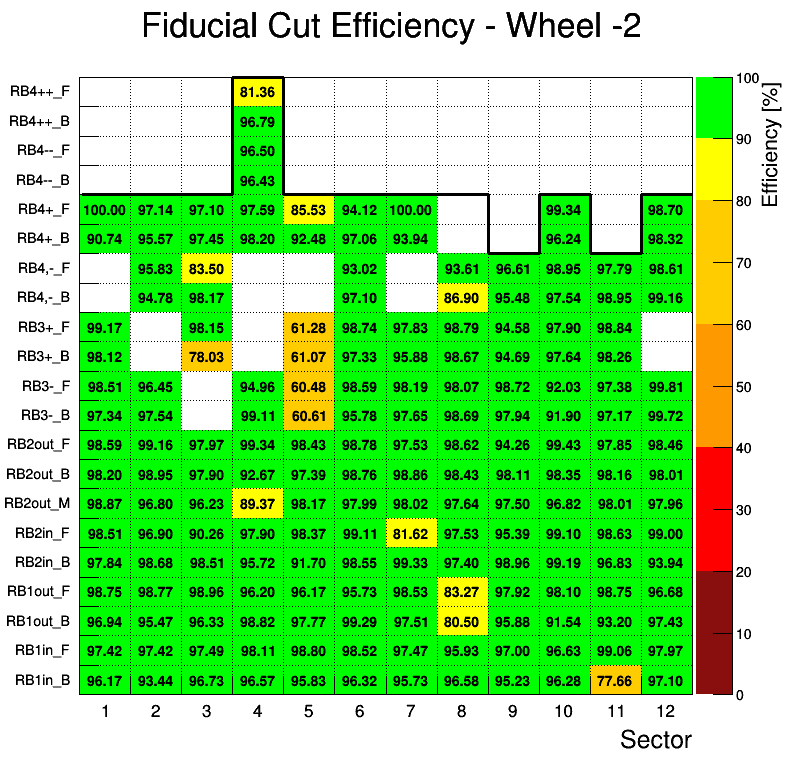 Fiducial Cut Efficiency - Wheel -2
RB4++_F 81.36
RB4++_B 96.79
RB4--_F 96.50
RB4--_B 96.43
RB4+_F 100.00 97.14 97.10 97.59 85.53 94.12 100.00 99.34 98.70
RB4+_B 90.74 95.57 97.45 98.20 92.48 97.06 93.94 96.24 98.32
RB4,-_F 95.83 83.50 93.02 93.61 96.61 98.95 97.79 98.61
RB4,-_B 94.78 98.17 97.10 86.90 95.48 97.54 98.95 99.16
RB3+_F 99.17 98.15 61.28 98.74 97.83 98.79 94.58 97.90 98.84
RB3+_B 98.12 78.03 61.07 97.33 95.88 98.67 94.69 97.64 98.26
RB3-_F 98.51 96.45 94.96 60.48 98.59 98.19 98.07 98.72 92.03 97.38 99.81
RB3-_B 97.34 97.54 99.11 60.61 95.78 97.65 98.69 97.94 91.90 97.17 99.72
RB2out_F 98.59 99.16 97.97 99.34 98.43 98.78 97.53 98.62 94.26 99.43 97.85 98.46
RB2out_B 98.20 98.95 97.90 92.67 97.39 98.76 98.86 98.43 98.11 98.35 98.16 98.01
RB2out_M 98.87 96.80 96.23 89.37 98.17 97.99 98.02 97.64 97.50 96.82 98.01 97.96
RB2in_F 98.51 96.90 90.26 97.90 98.37 99.11 81.62 97.53 95.39 99.10 98.63 99.00
RB2in_B 97.84 98.68 98.51 95.72 91.70 98.55 99.33 97.40 98.96 99.19 96.83 93.94
RB1out_F 98.75 98.77 98.96 96.20 96.17 95.73 98.53 83.27 97.92 98.10 98.75 96.68
RB1out_B 96.94 95.47 96.33 98.82 97.77 99.29 97.51 80.50 95.88 91.54 93.20 97.43
RB1in_F 97.42 97.42 97.49 98.11 98.80 98.52 97.47 95.93 97.00 96.63 99.06 97.97
RB1in_B 96.17 93.44 96.73 96.57 95.83 96.32 95.73 96.58 95.23 96.28 77.66 97.10
1 2 3 4 5 6 7 8 9 10 11 12
Sector
100
90
80
70
60
50
40
30
20
10
0
Efficiency [%]